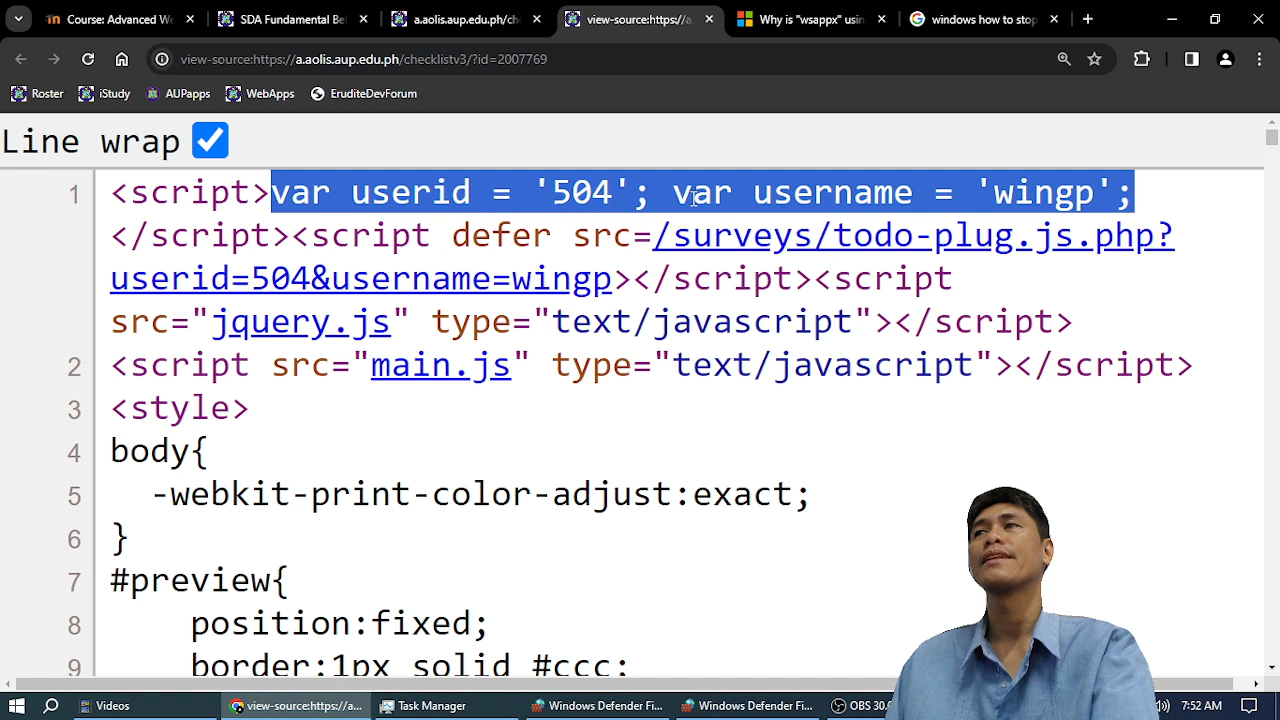 Course: Advanced We
SDA Fundamental Bel
a.aolis.aup.edu.ph/che
view-source:https://a.
Why is "wsappx" usin
windows how to stop
view-source:https://a.aolis.aup.edu.ph/checklistv3/?id=2007769
Roster
iStudy
AUPapps
WebApps
EruditeDevForum
Line wrap
1 <script>var userid = '504'; var username = 'wingp';
</script><script defer src=/surveys/todo-plug.js.php?
userid=504&username=wingp></script><script
src="jquery.js" type="text/javascript"></script>
2 <script src="main.js" type="text/javascript"></script>
3 <style>
4 body{
5 -webkit-print-color-adjust:exact;
6 }
7 #preview{
8 position:fixed;
9 border:1px solid #ccc;
Videos
view-source:https://a...
Task Manager
Windows Defender Fi...
Windows Defender Fi...
OBS 30.
7:52 AM